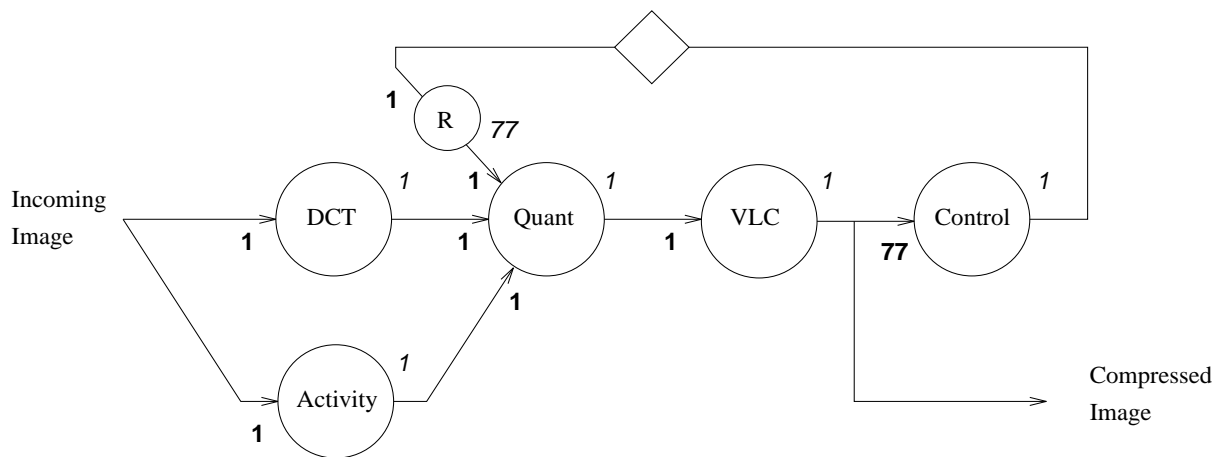 1
R
77
Incoming
Image
1
DCT
1
1
1
Quant
1
1
VLC
1
77
Control
1
1
Activity
1
1
Compressed
Image